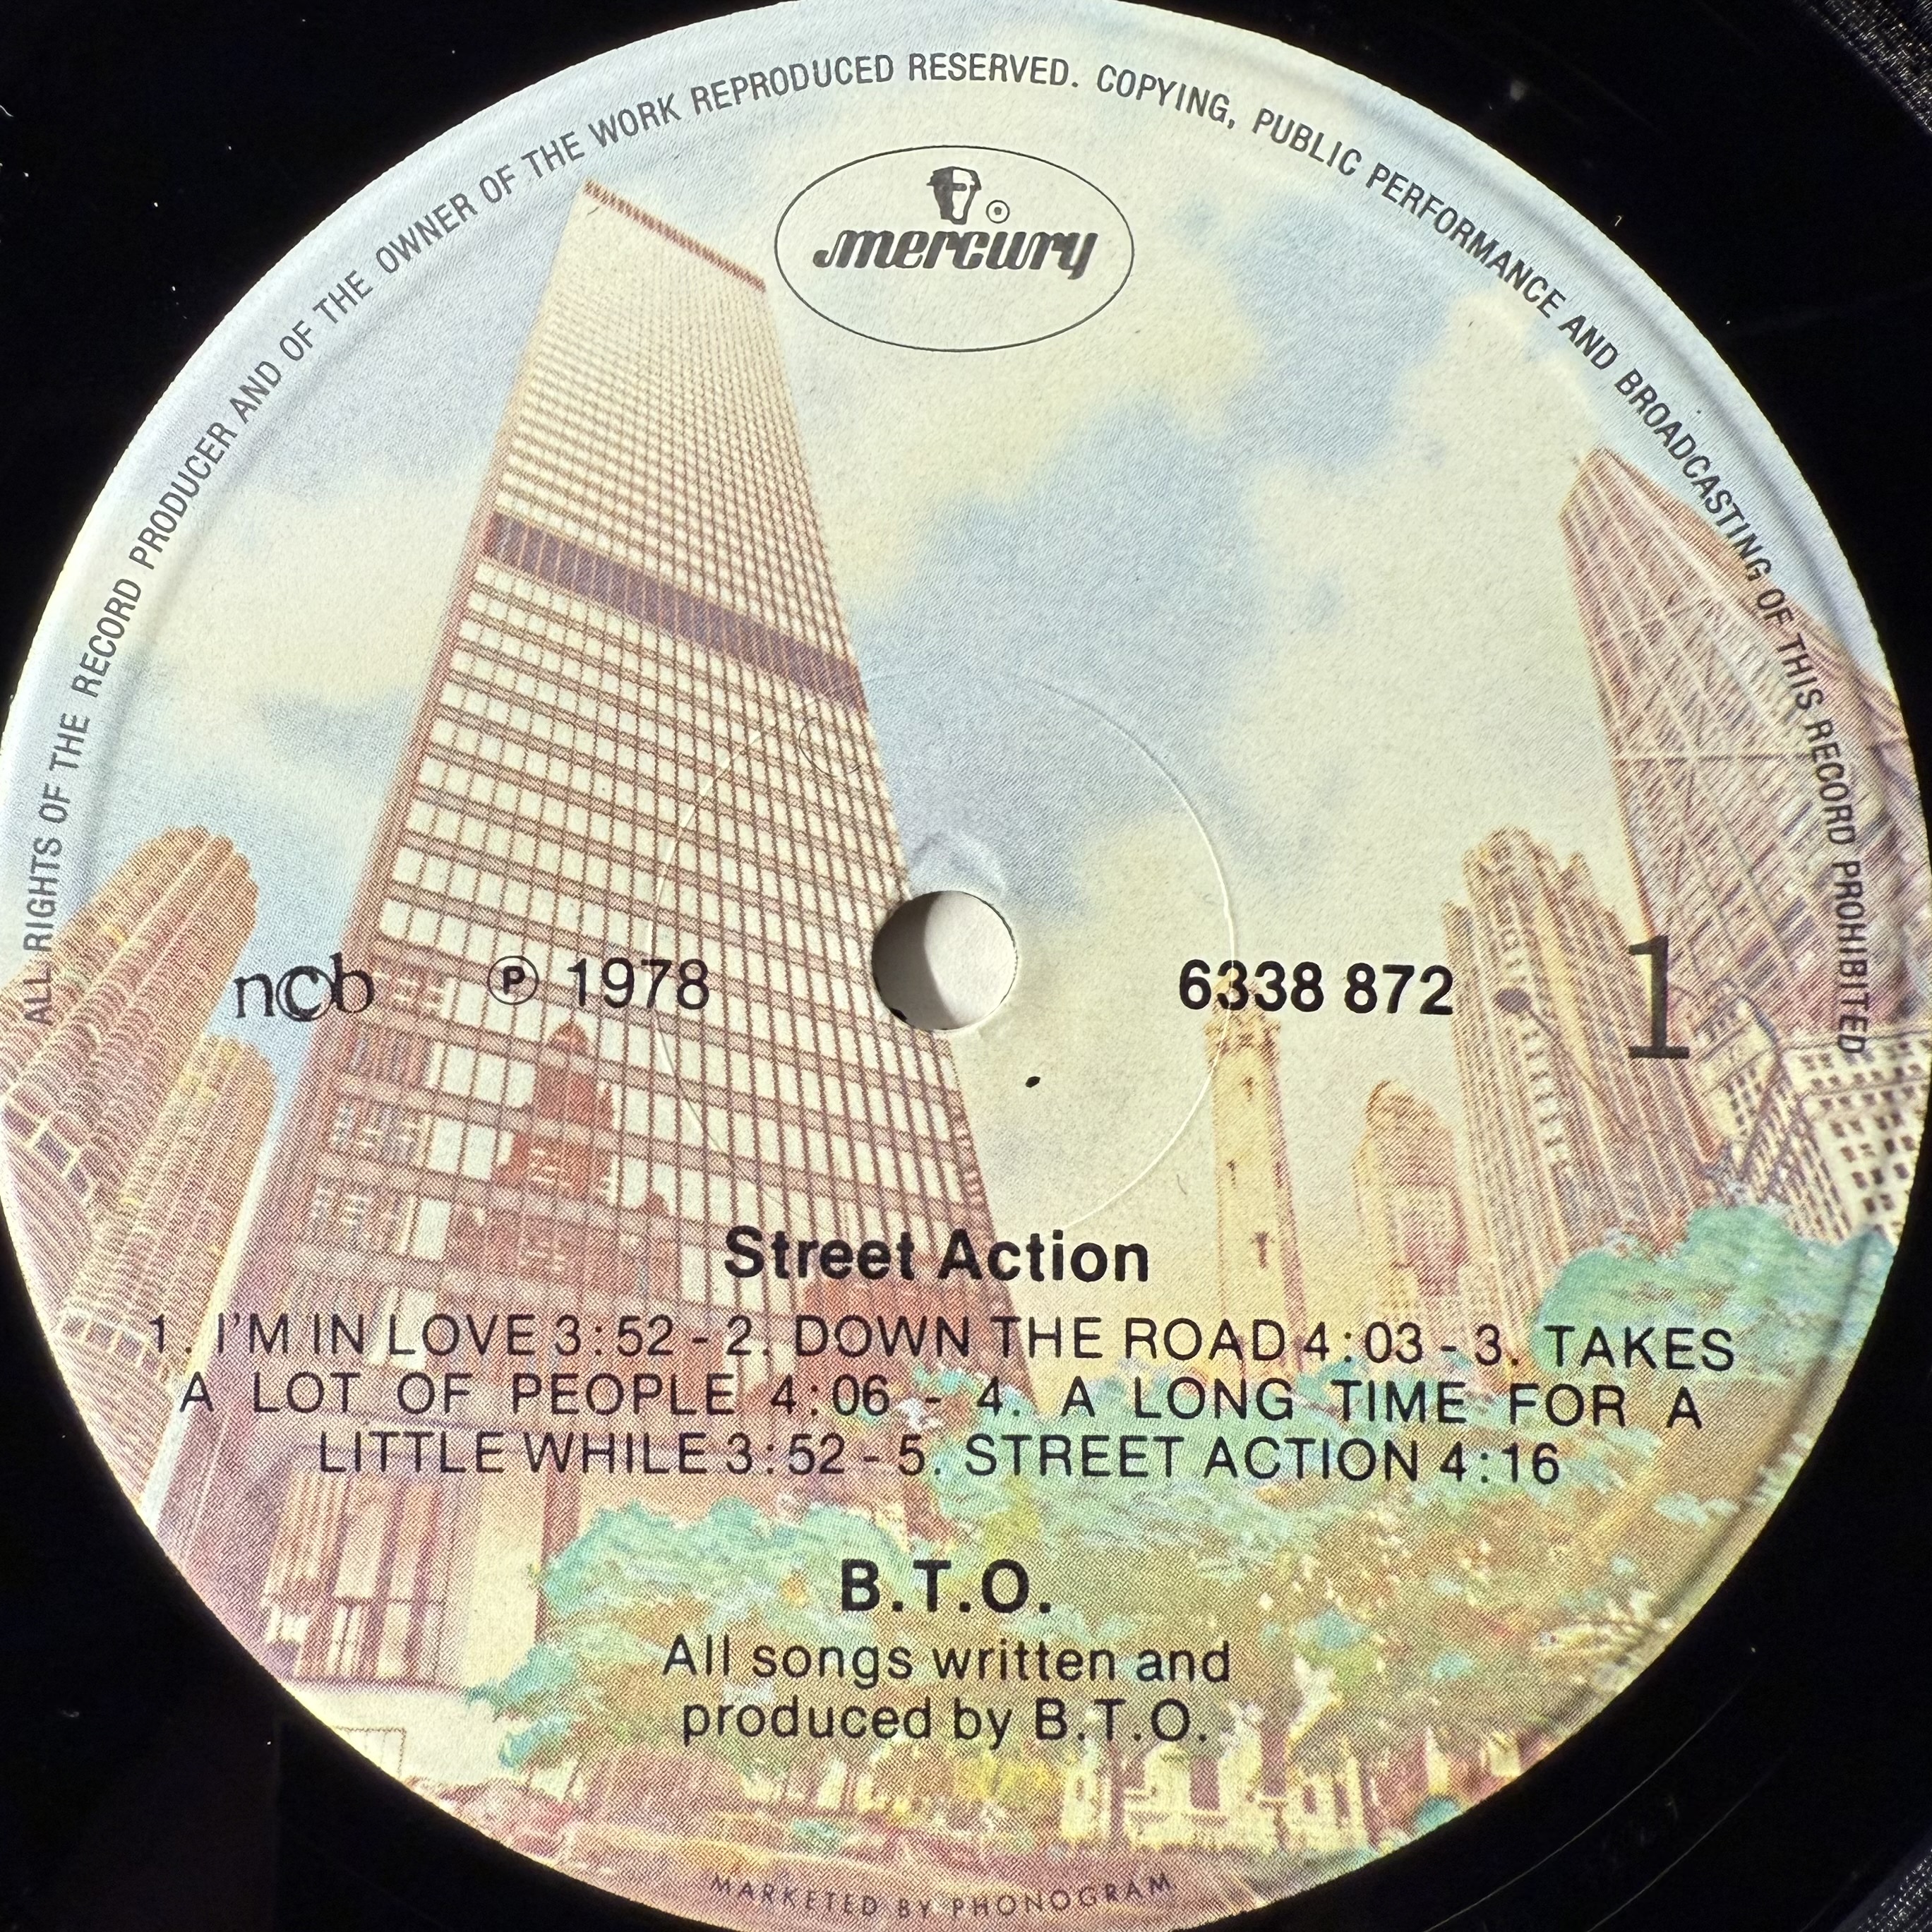 ALL RIGHTS OF THE RECORD PRODUCER AND OF THE OWNER OF THE WORK REPRODUCED RESERVED. COPYING, PUBLIC PERFORMANCE AND BROADCASTING OF THIS RECORD PROHIBITED
mercury
ncb ℗ 1978 6338 872 1
Street Action
1. I'M IN LOVE 3:52 - 2. DOWN THE ROAD 4:03 - 3. TAKES
A LOT OF PEOPLE 4:06 - 4. A LONG TIME FOR A
LITTLE WHILE 3:52 - 5. STREET ACTION 4:16
B.T.O.
All songs written and
produced by B.T.O.
MARKETED BY PHONOGRAM